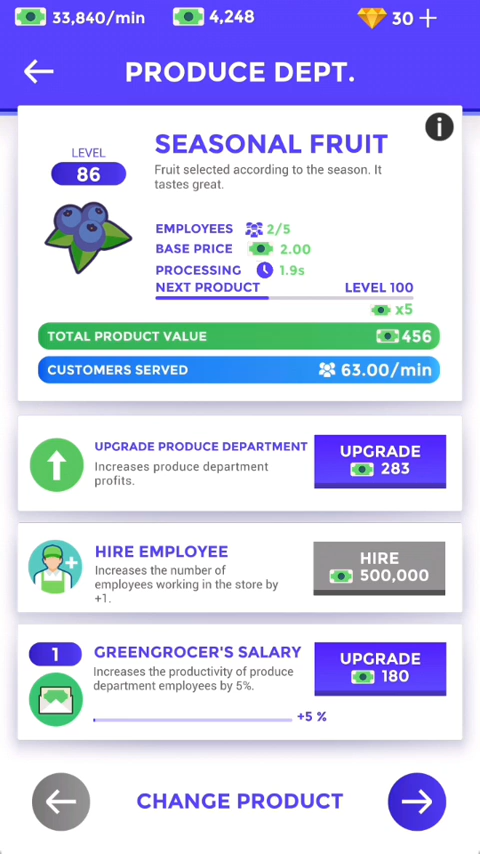 33,840/min 4,248 30 +
PRODUCE DEPT.
i
LEVEL
86
SEASONAL FRUIT
Fruit selected according to the season. It
tastes great.
EMPLOYEES 2/5
BASE PRICE 2.00
PROCESSING 1.9s
NEXT PRODUCT LEVEL 100
x5
TOTAL PRODUCT VALUE 456
CUSTOMERS SERVED 63.00/min
UPGRADE PRODUCE DEPARTMENT
Increases produce department
profits.
UPGRADE
283
HIRE EMPLOYEE
Increases the number of
employees working in the store by
+1.
HIRE
500,000
1
GREENGROCER'S SALARY
Increases the productivity of produce
department employees by 5%.
+5 %
UPGRADE
180
CHANGE PRODUCT